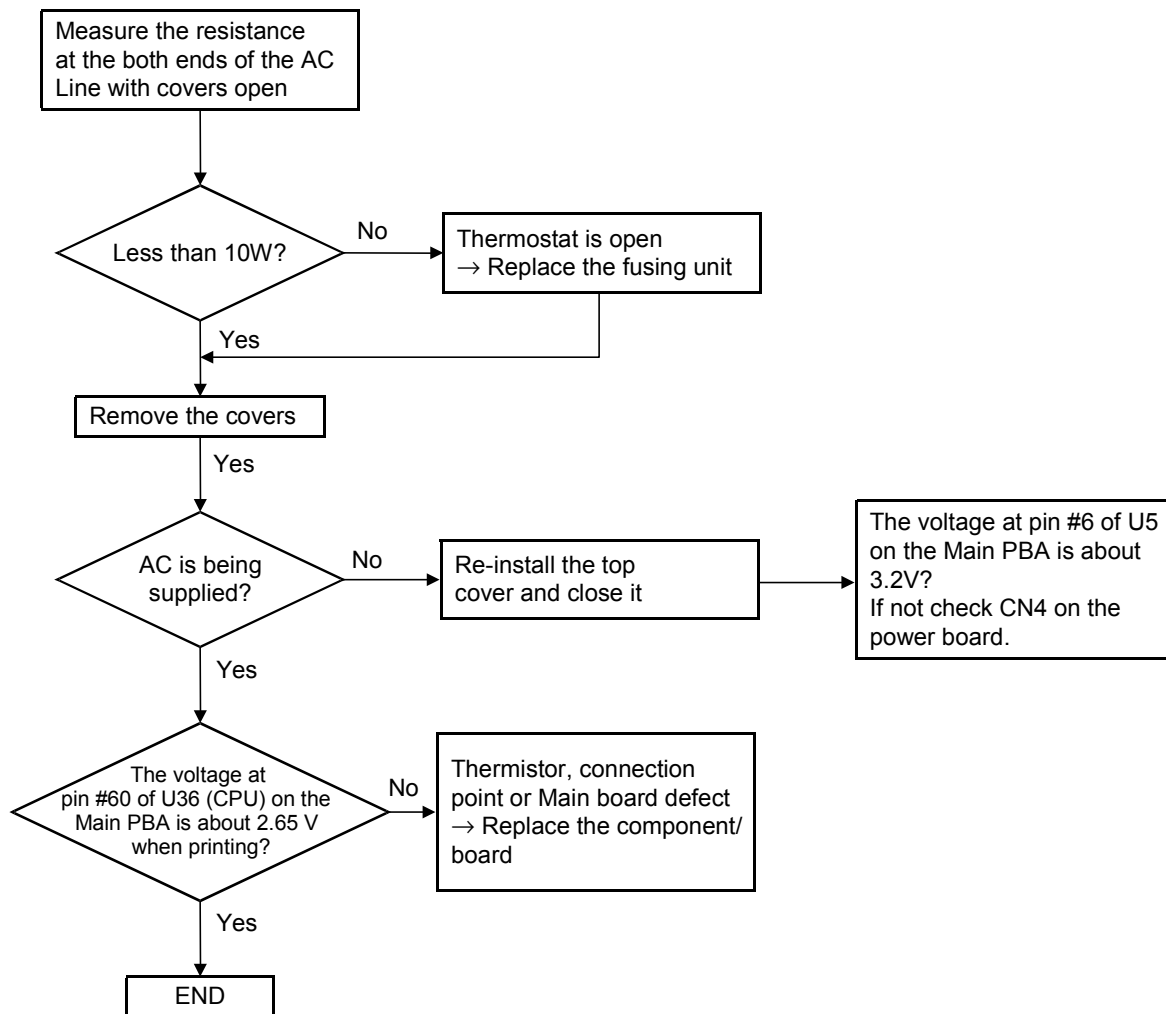 Measure the resistance
at the both ends of the AC
Line with covers open
Less than 10W?
No
Thermostat is open
→ Replace the fusing unit
Yes
Remove the covers
Yes
AC is being
supplied?
No
Re-install the top
cover and close it
The voltage at pin #6 of U5
on the Main PBA is about
3.2V?
If not check CN4 on the
power board.
Yes
The voltage at
pin #60 of U36 (CPU) on the
Main PBA is about 2.65 V
when printing?
No
Thermistor, connection
point or Main board defect
→ Replace the component/
board
Yes
END